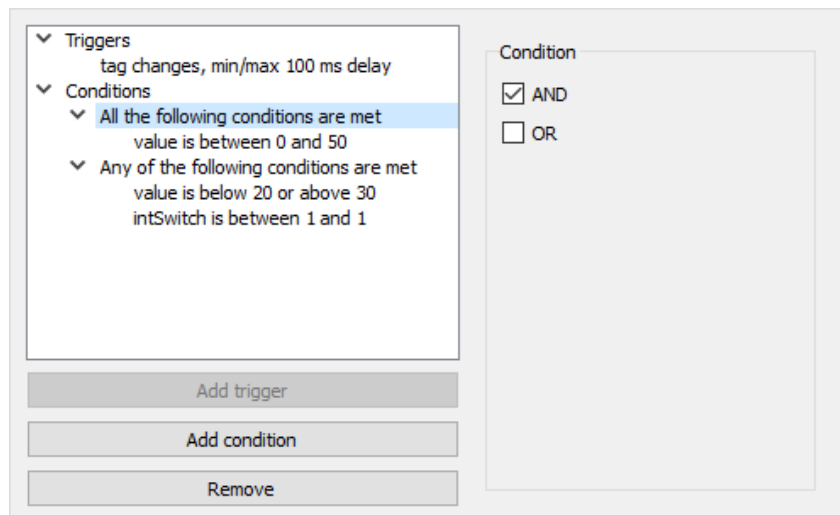 Triggers
tag changes, min/max 100 ms delay
Conditions
All the following conditions are met
value is between 0 and 50
Any of the following conditions are met
value is below 20 or above 30
intSwitch is between 1 and 1
Add trigger
Add condition
Remove
Condition
AND
OR